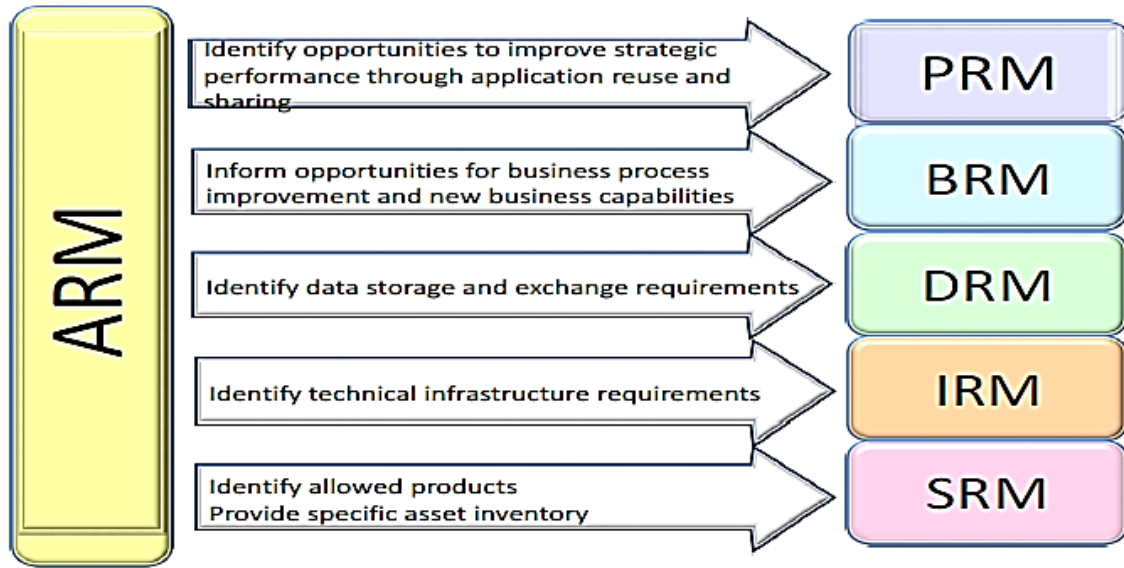 ARM
Identify opportunities to improve strategic
performance through application reuse and
sharing
PRM
Inform opportunities for business process
improvement and new business capabilities
BRM
Identify data storage and exchange requirements
DRM
Identify technical infrastructure requirements
IRM
Identify allowed products
Provide specific asset inventory
SRM